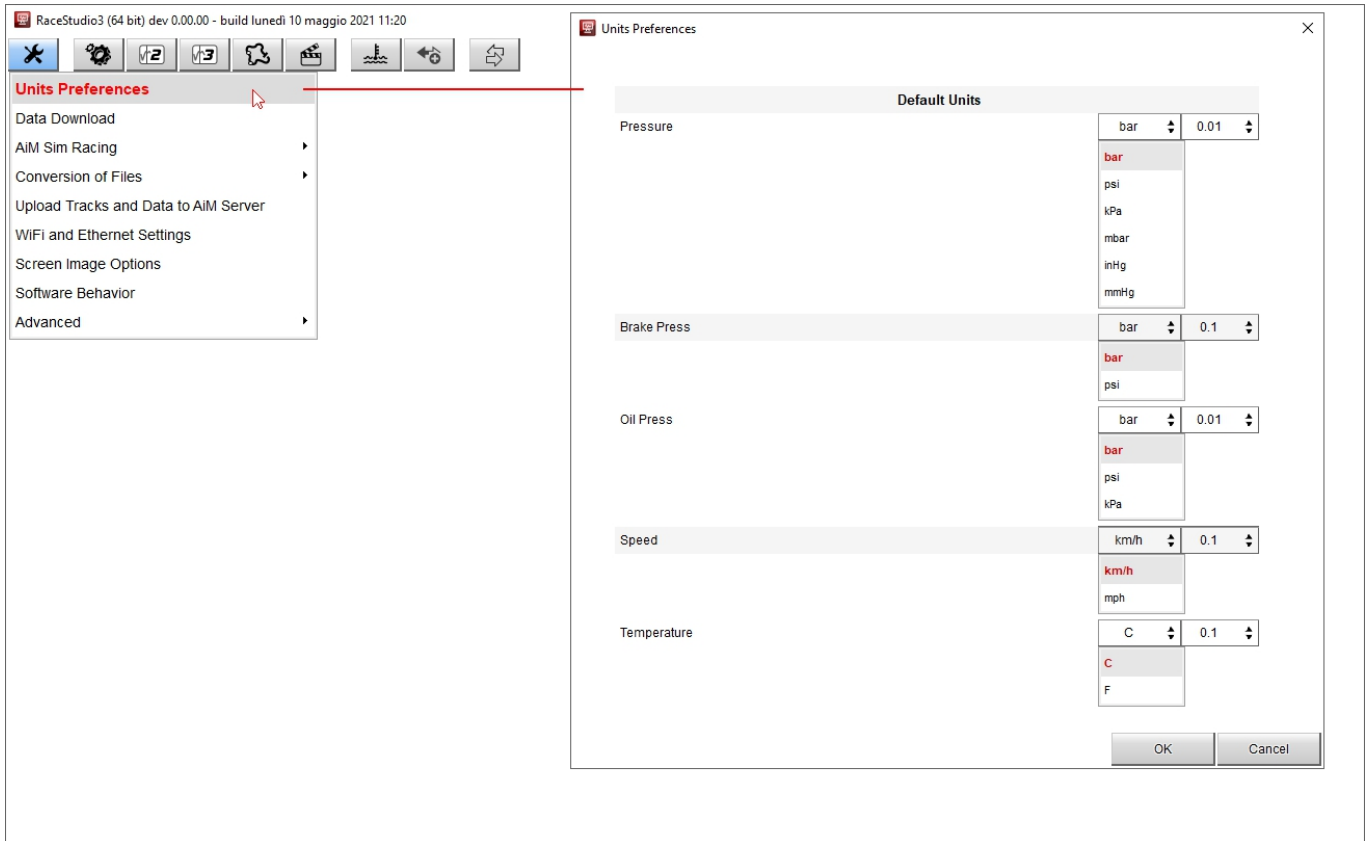 RaceStudio3 (64 bit) dev 0.00.00 - build lunedì 10 maggio 2021 11:20
Units Preferences
Data Download
AiM Sim Racing
Conversion of Files
Upload Tracks and Data to AiM Server
WiFi and Ethernet Settings
Screen Image Options
Software Behavior
Advanced
Units Preferences
Default Units
Pressure bar 0.01
bar
psi
kPa
mbar
inHg
mmHg
Brake Press bar 0.1
bar
psi
Oil Press bar 0.01
bar
psi
kPa
Speed km/h 0.1
km/h
mph
Temperature C 0.1
C
F
OK Cancel